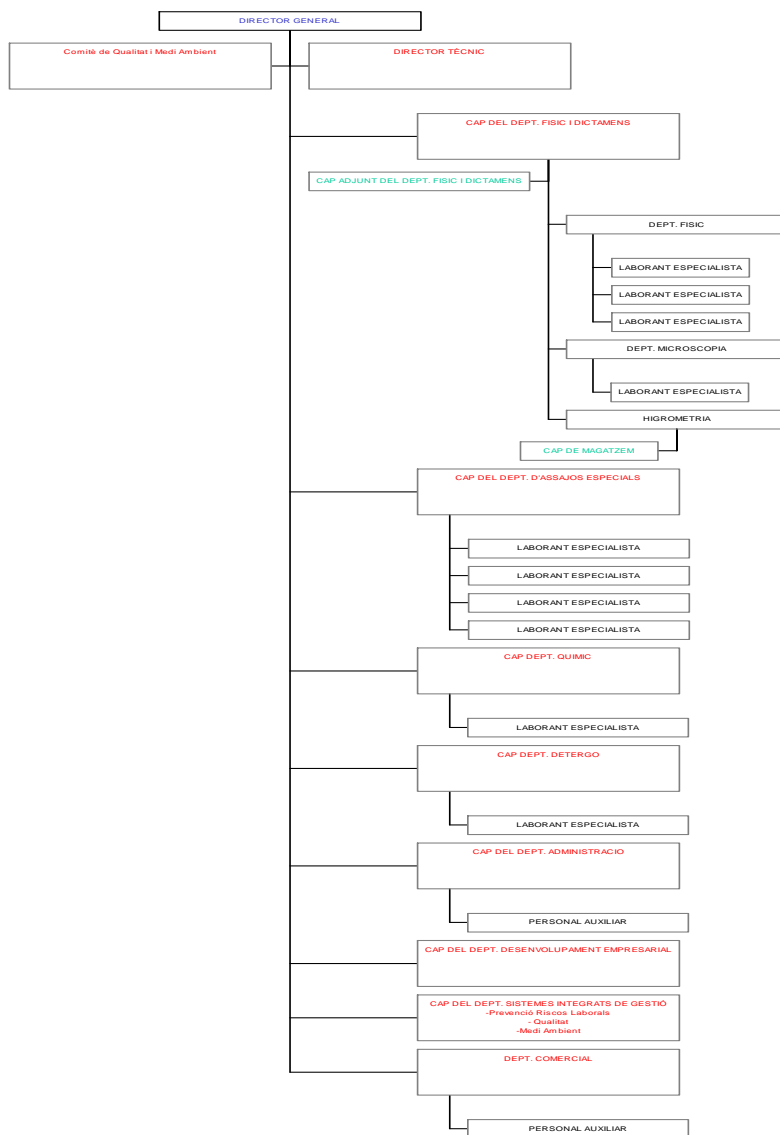 DIRECTOR GENERAL
Comitè de Qualitat i Medi Ambient
DIRECTOR TÈCNIC
CAP DEL DEPT. FISIC I DICTAMENS
CAP ADJUNT DEL DEPT. FISIC I DICTAMENS
DEPT. FISIC
LABORANT ESPECIALISTA
LABORANT ESPECIALISTA
LABORANT ESPECIALISTA
DEPT. MICROSCOPIA
LABORANT ESPECIALISTA
HIGROMETRIA
CAP DE MAGATZEM
CAP DEL DEPT. D'ASSAJOS ESPECIALS
LABORANT ESPECIALISTA
LABORANT ESPECIALISTA
LABORANT ESPECIALISTA
LABORANT ESPECIALISTA
CAP DEPT. QUIMIC
LABORANT ESPECIALISTA
CAP DEPT. DETERGO
LABORANT ESPECIALISTA
CAP DEL DEPT. ADMINISTRACIO
PERSONAL AUXILIAR
CAP DEL DEPT. DESENVOLUPAMENT EMPRESARIAL
CAP DEL DEPT. SISTEMES INTEGRATS DE GESTIÓ
-Prevenció Riscos Laborals
- Qualitat
-Medi Ambient
DEPT. COMERCIAL
PERSONAL AUXILIAR